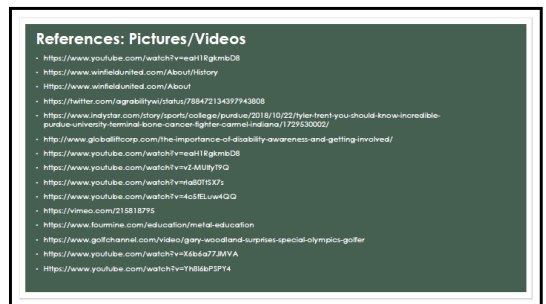 References: Pictures/Videos
• https://www.youtube.com/watch?v=eaH1RgkmbD8
• https://www.winfieldunited.com/About/History
• Https://www.winfieldunited.com/About
• https://twitter.com/agrabilitywi/status/788472134397943808
• https://www.indystar.com/story/sports/college/purdue/2018/10/22/tyler-trent-you-should-know-incredible-
purdue-university-terminal-bone-cancer-fighter-carmel-indiana/1729530002/
• http://www.globalliftcorp.com/the-importance-of-disability-awareness-and-getting-involved/
• https://www.youtube.com/watch?v=eaH1RgkmbD8
• https://www.youtube.com/watch?v=vZ-MUlfyT9Q
• https://www.youtube.com/watch?v=rIa80TfSX7s
• https://www.youtube.com/watch?v=4c5fELuw4QQ
• https://vimeo.com/215818795
• https://www.fourmine.com/education/metal-education
• https://www.golfchannel.com/video/gary-woodland-surprises-special-olympics-golfer
• https://www.youtube.com/watch?v=X6b6a77JMVA
• Https://www.youtube.com/watch?v=Yh8I6bPSPY4